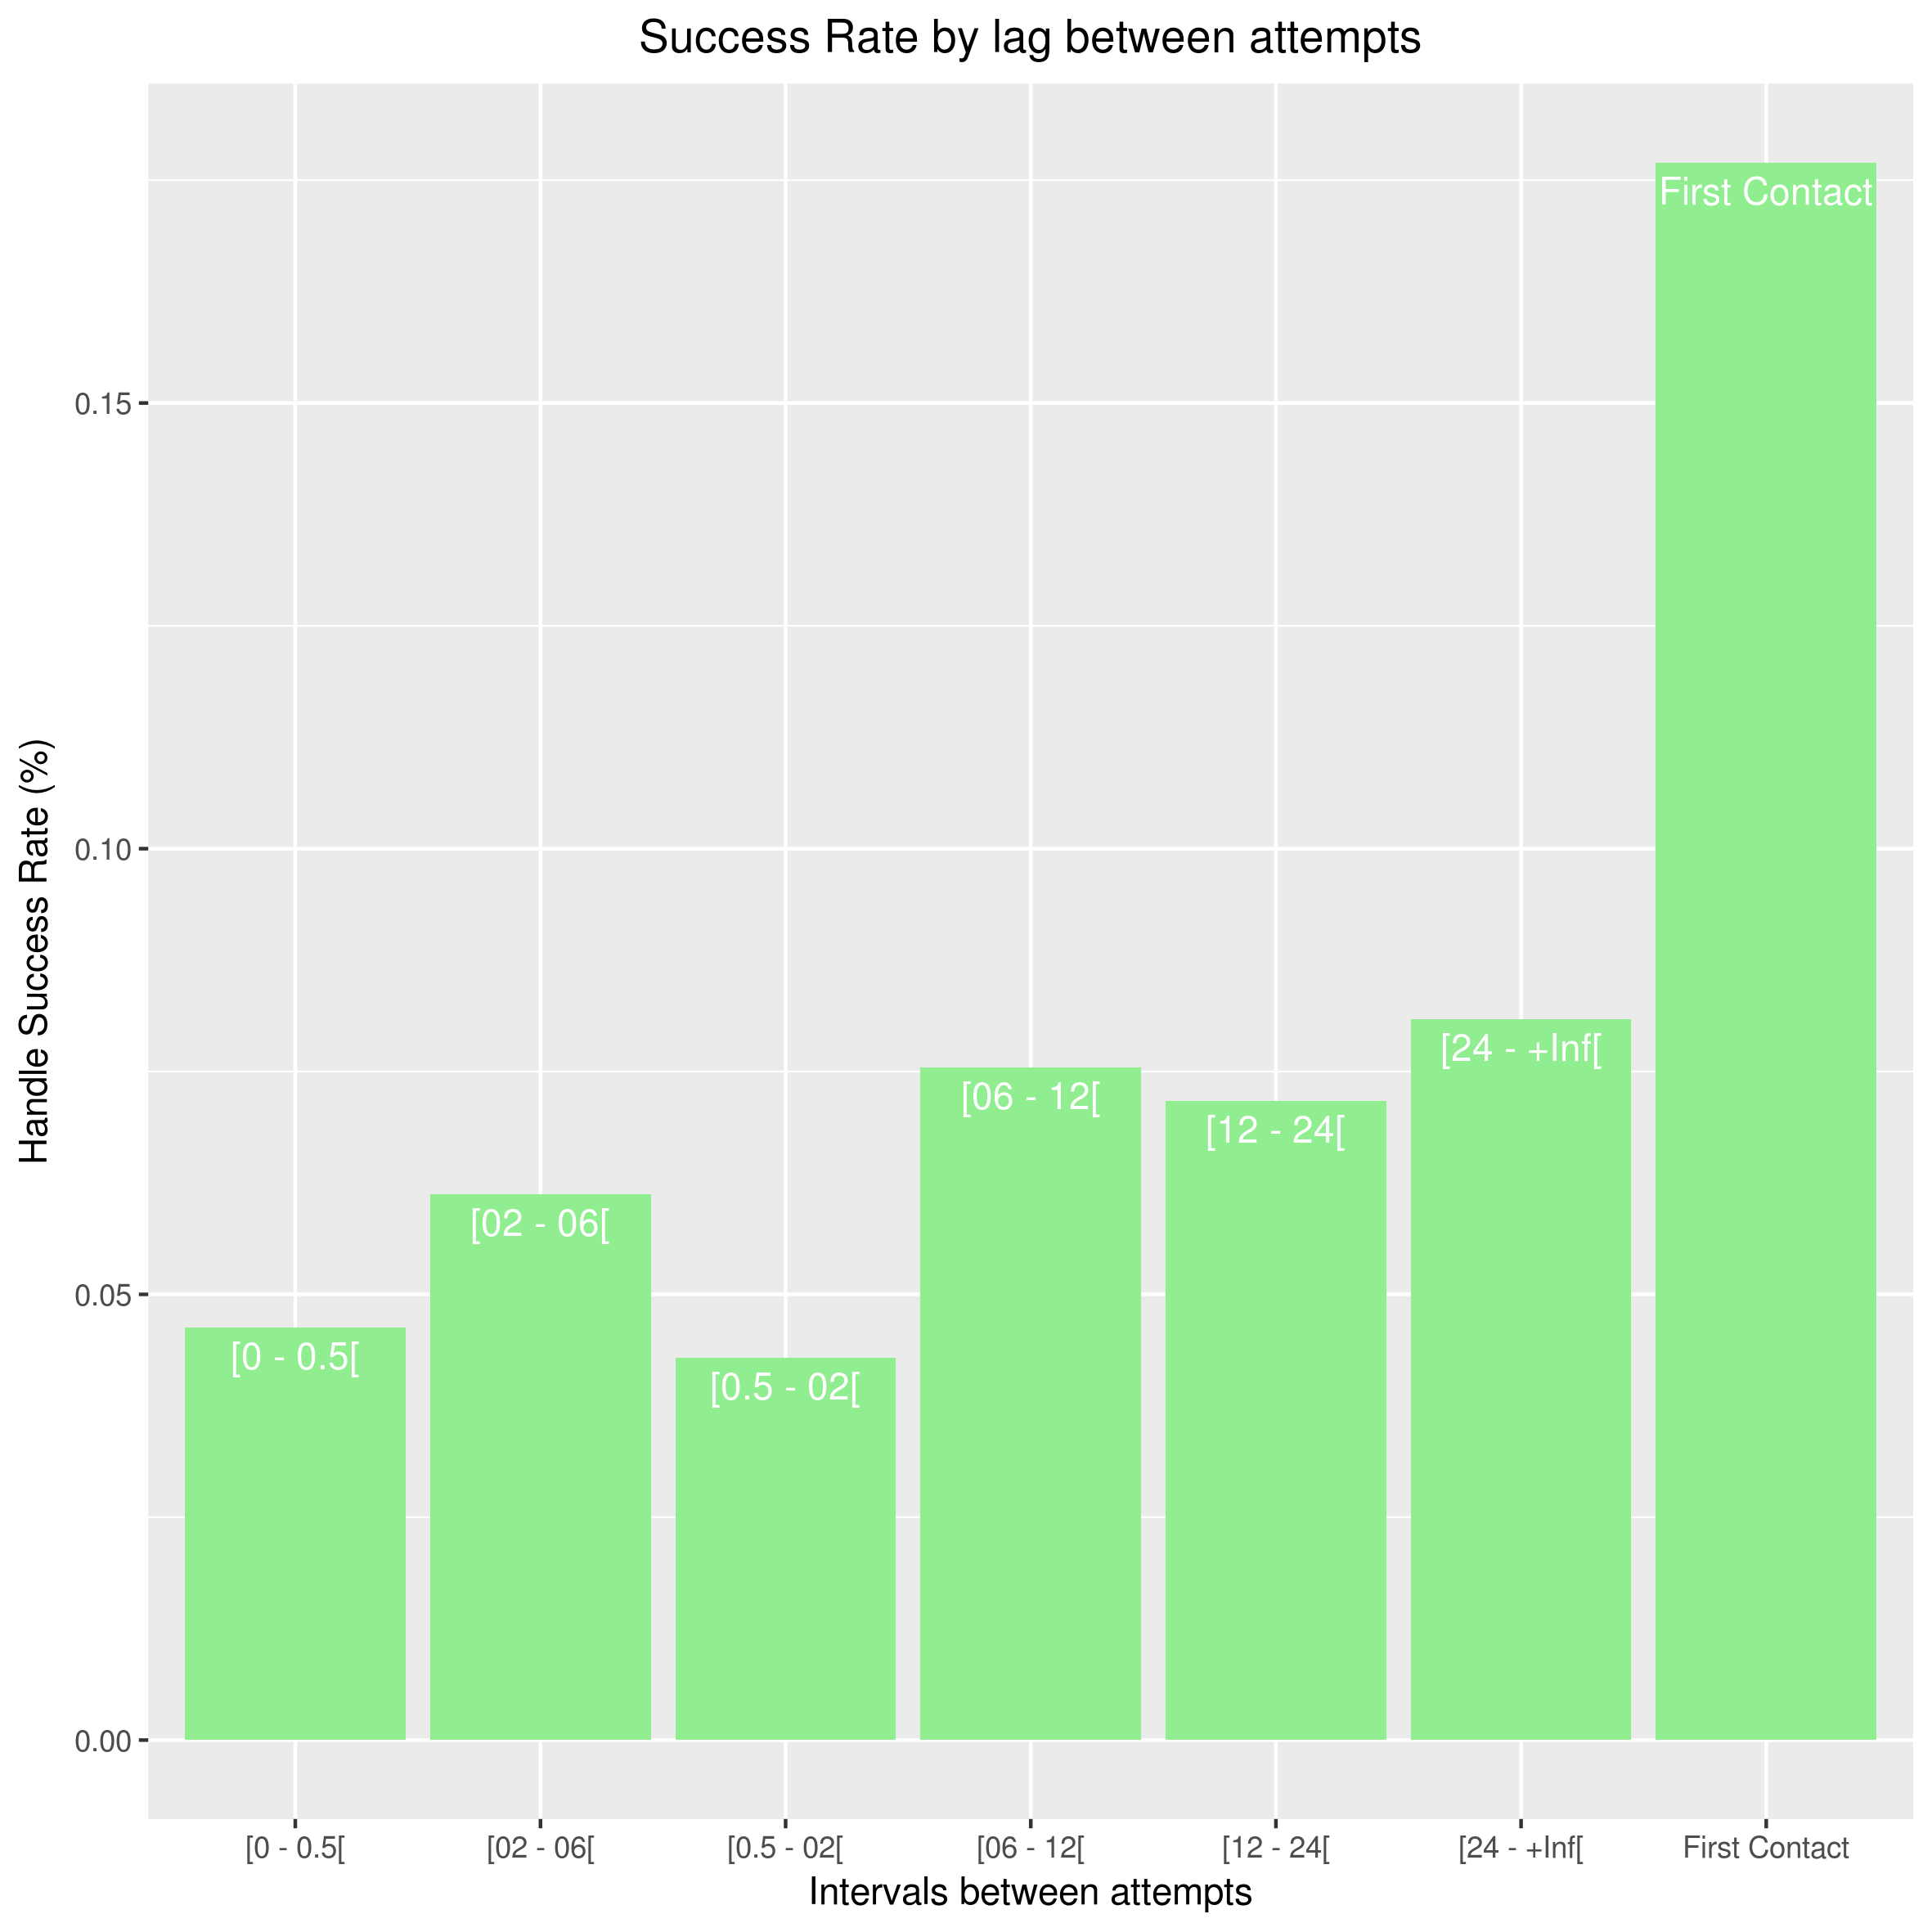 Success Rate by lag between attempts
Handle Success Rate (%)
0.15
0.10
0.05
0.00
First Contact
[24 - +Inf[
[06 - 12[
[12 - 24[
[02 - 06[
[0 - 0.5[
[0.5 - 02[
[0 - 0.5[ [02 - 06[ [0.5 - 02[ [06 - 12[ [12 - 24[ [24 - +Inf[ First Contact
Intervals between attempts